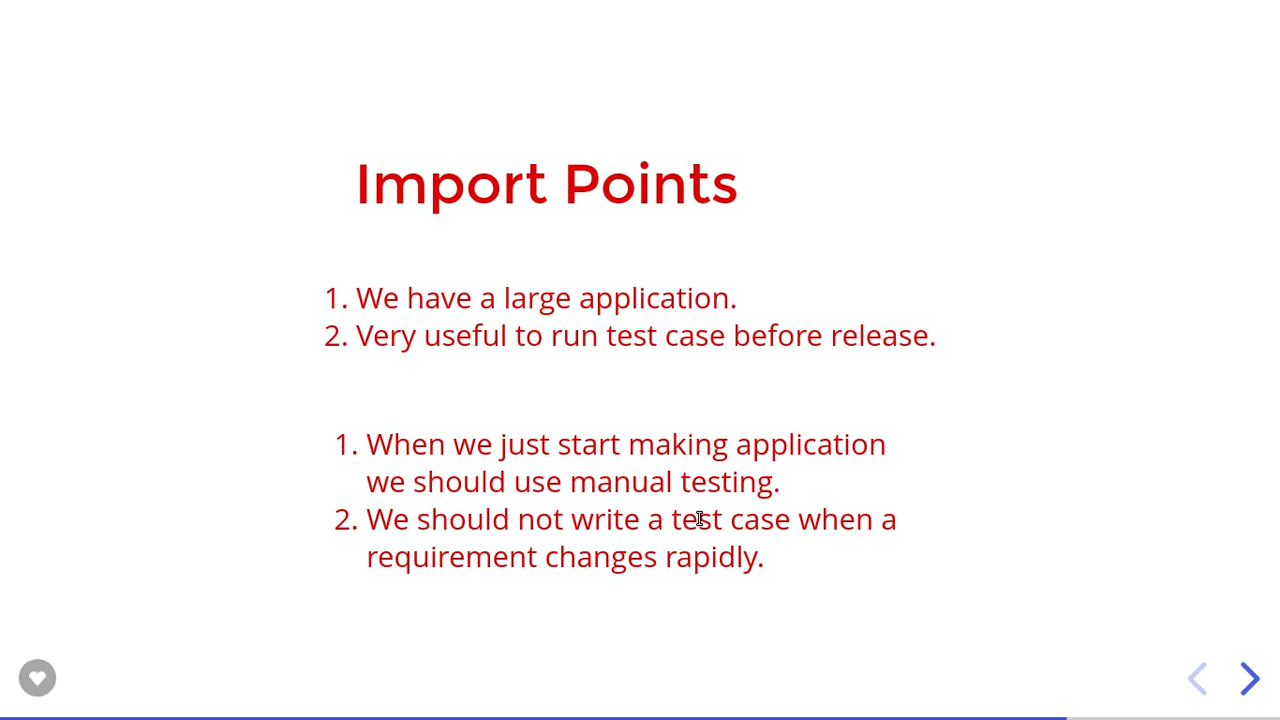 Import Points
1. We have a large application.
2. Very useful to run test case before release.
1. When we just start making application
we should use manual testing.
2. We should not write a test case when a
requirement changes rapidly.